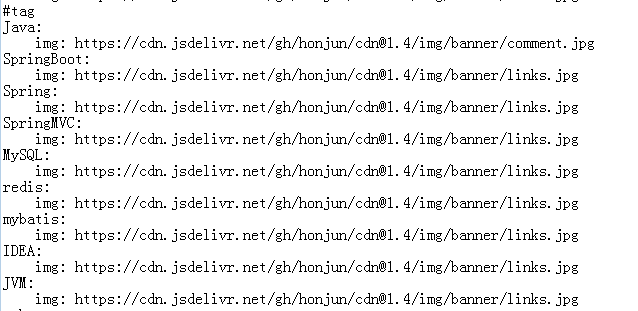 #tag
Java:
    img: https://cdn.jsdelivr.net/gh/honjun/cdn@1.4/img/banner/comment.jpg
SpringBoot:
    img: https://cdn.jsdelivr.net/gh/honjun/cdn@1.4/img/banner/links.jpg
Spring:
    img: https://cdn.jsdelivr.net/gh/honjun/cdn@1.4/img/banner/links.jpg
SpringMVC:
    img: https://cdn.jsdelivr.net/gh/honjun/cdn@1.4/img/banner/links.jpg
MySQL:
    img: https://cdn.jsdelivr.net/gh/honjun/cdn@1.4/img/banner/links.jpg
redis:
    img: https://cdn.jsdelivr.net/gh/honjun/cdn@1.4/img/banner/links.jpg
mybatis:
    img: https://cdn.jsdelivr.net/gh/honjun/cdn@1.4/img/banner/links.jpg
IDEA:
    img: https://cdn.jsdelivr.net/gh/honjun/cdn@1.4/img/banner/links.jpg
JVM:
    img: https://cdn.jsdelivr.net/gh/honjun/cdn@1.4/img/banner/links.jpg